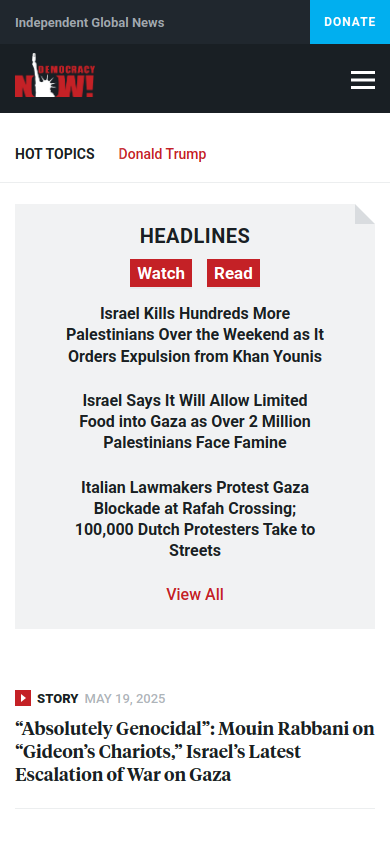 Independent Global News
DONATE
DEMOCRACY
NOW!
HOT TOPICS
Donald Trump
HEADLINES
Watch
Read
Israel Kills Hundreds More
Palestinians Over the Weekend as It
Orders Expulsion from Khan Younis
Israel Says It Will Allow Limited
Food into Gaza as Over 2 Million
Palestinians Face Famine
Italian Lawmakers Protest Gaza
Blockade at Rafah Crossing;
100,000 Dutch Protesters Take to
Streets
View All
STORY MAY 19, 2025
“Absolutely Genocidal”: Mouin Rabbani on
“Gideon’s Chariots,” Israel’s Latest
Escalation of War on Gaza